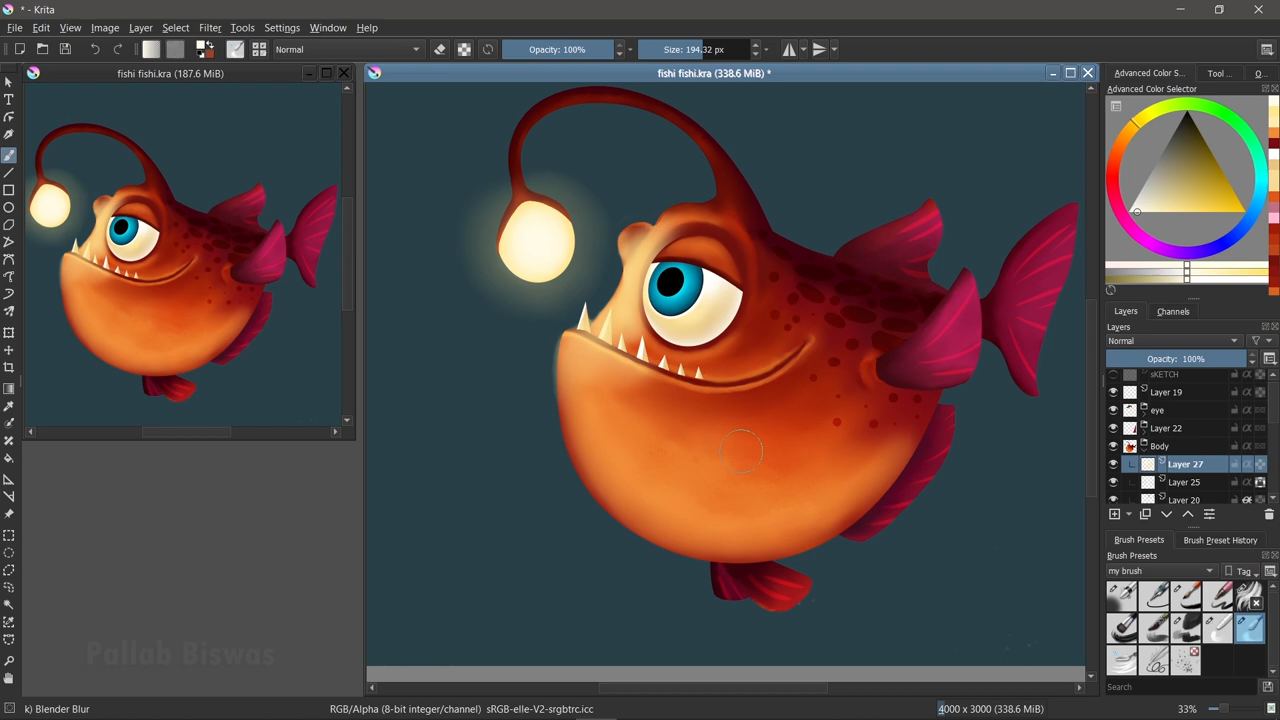 * - Krita
File Edit View Image Layer Select Filter Tools Settings Window Help
Normal Opacity: 100% Size: 194.32 px
fishi fishi.kra (187.6 MiB)
fishi fishi.kra (338.6 MiB) *
Advanced Color S... Tool ... O...
Advanced Color Selector
Layers Channels
Layers
Normal
Opacity: 100%
sKETCH
Layer 19
eye
Layer 22
Body
Layer 27
Layer 25
Layer 20
Brush Presets Brush Preset History
Brush Presets
my brush Tag
Search
Pallab Biswas
k) Blender Blur RGB/Alpha (8-bit integer/channel) sRGB-elle-V2-srgbtrc.icc 4000 x 3000 (338.6 MiB) 33%